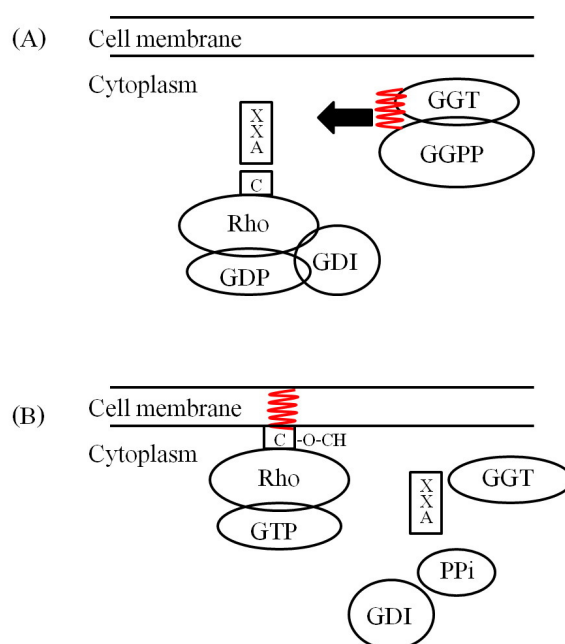 (A)
Cell membrane
Cytoplasm
GGT
GGPP
X
X
A
C
Rho
GDI
GDP
(B)
Cell membrane
C -O-CH
Cytoplasm
Rho
GTP
X
X
A
GGT
PPi
GDI